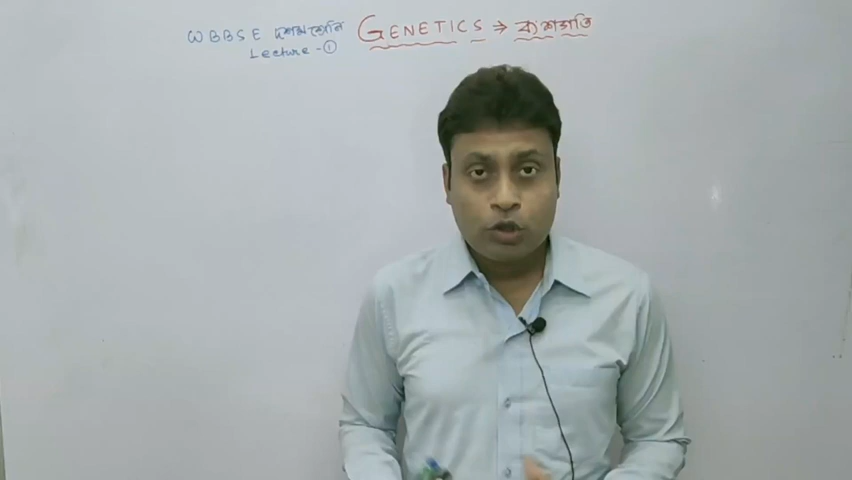 WBBSE দশম শ্রেণি GENETICS → বংশগতি
Lecture - ①